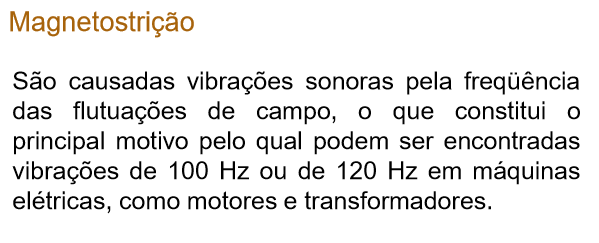 Magnetostrição
São causadas vibrações sonoras pela freqüência
das flutuações de campo, o que constitui o
principal motivo pelo qual podem ser encontradas
vibrações de 100 Hz ou de 120 Hz em máquinas
elétricas, como motores e transformadores.